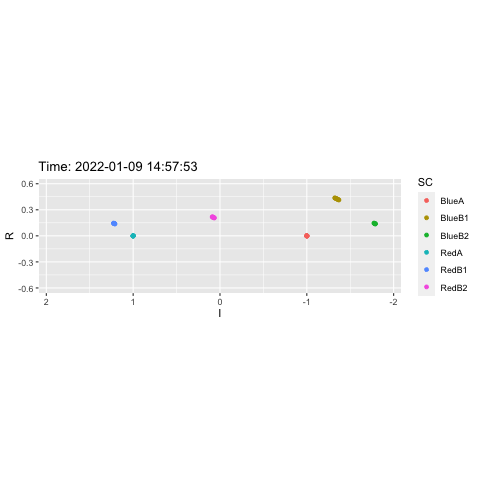 Time: 2022-01-09 14:57:53
SC
0.6
0.3
0.0
-0.3
-0.6
R
2
1
0
-1
-2
I
BlueA
BlueB1
BlueB2
RedA
RedB1
RedB2